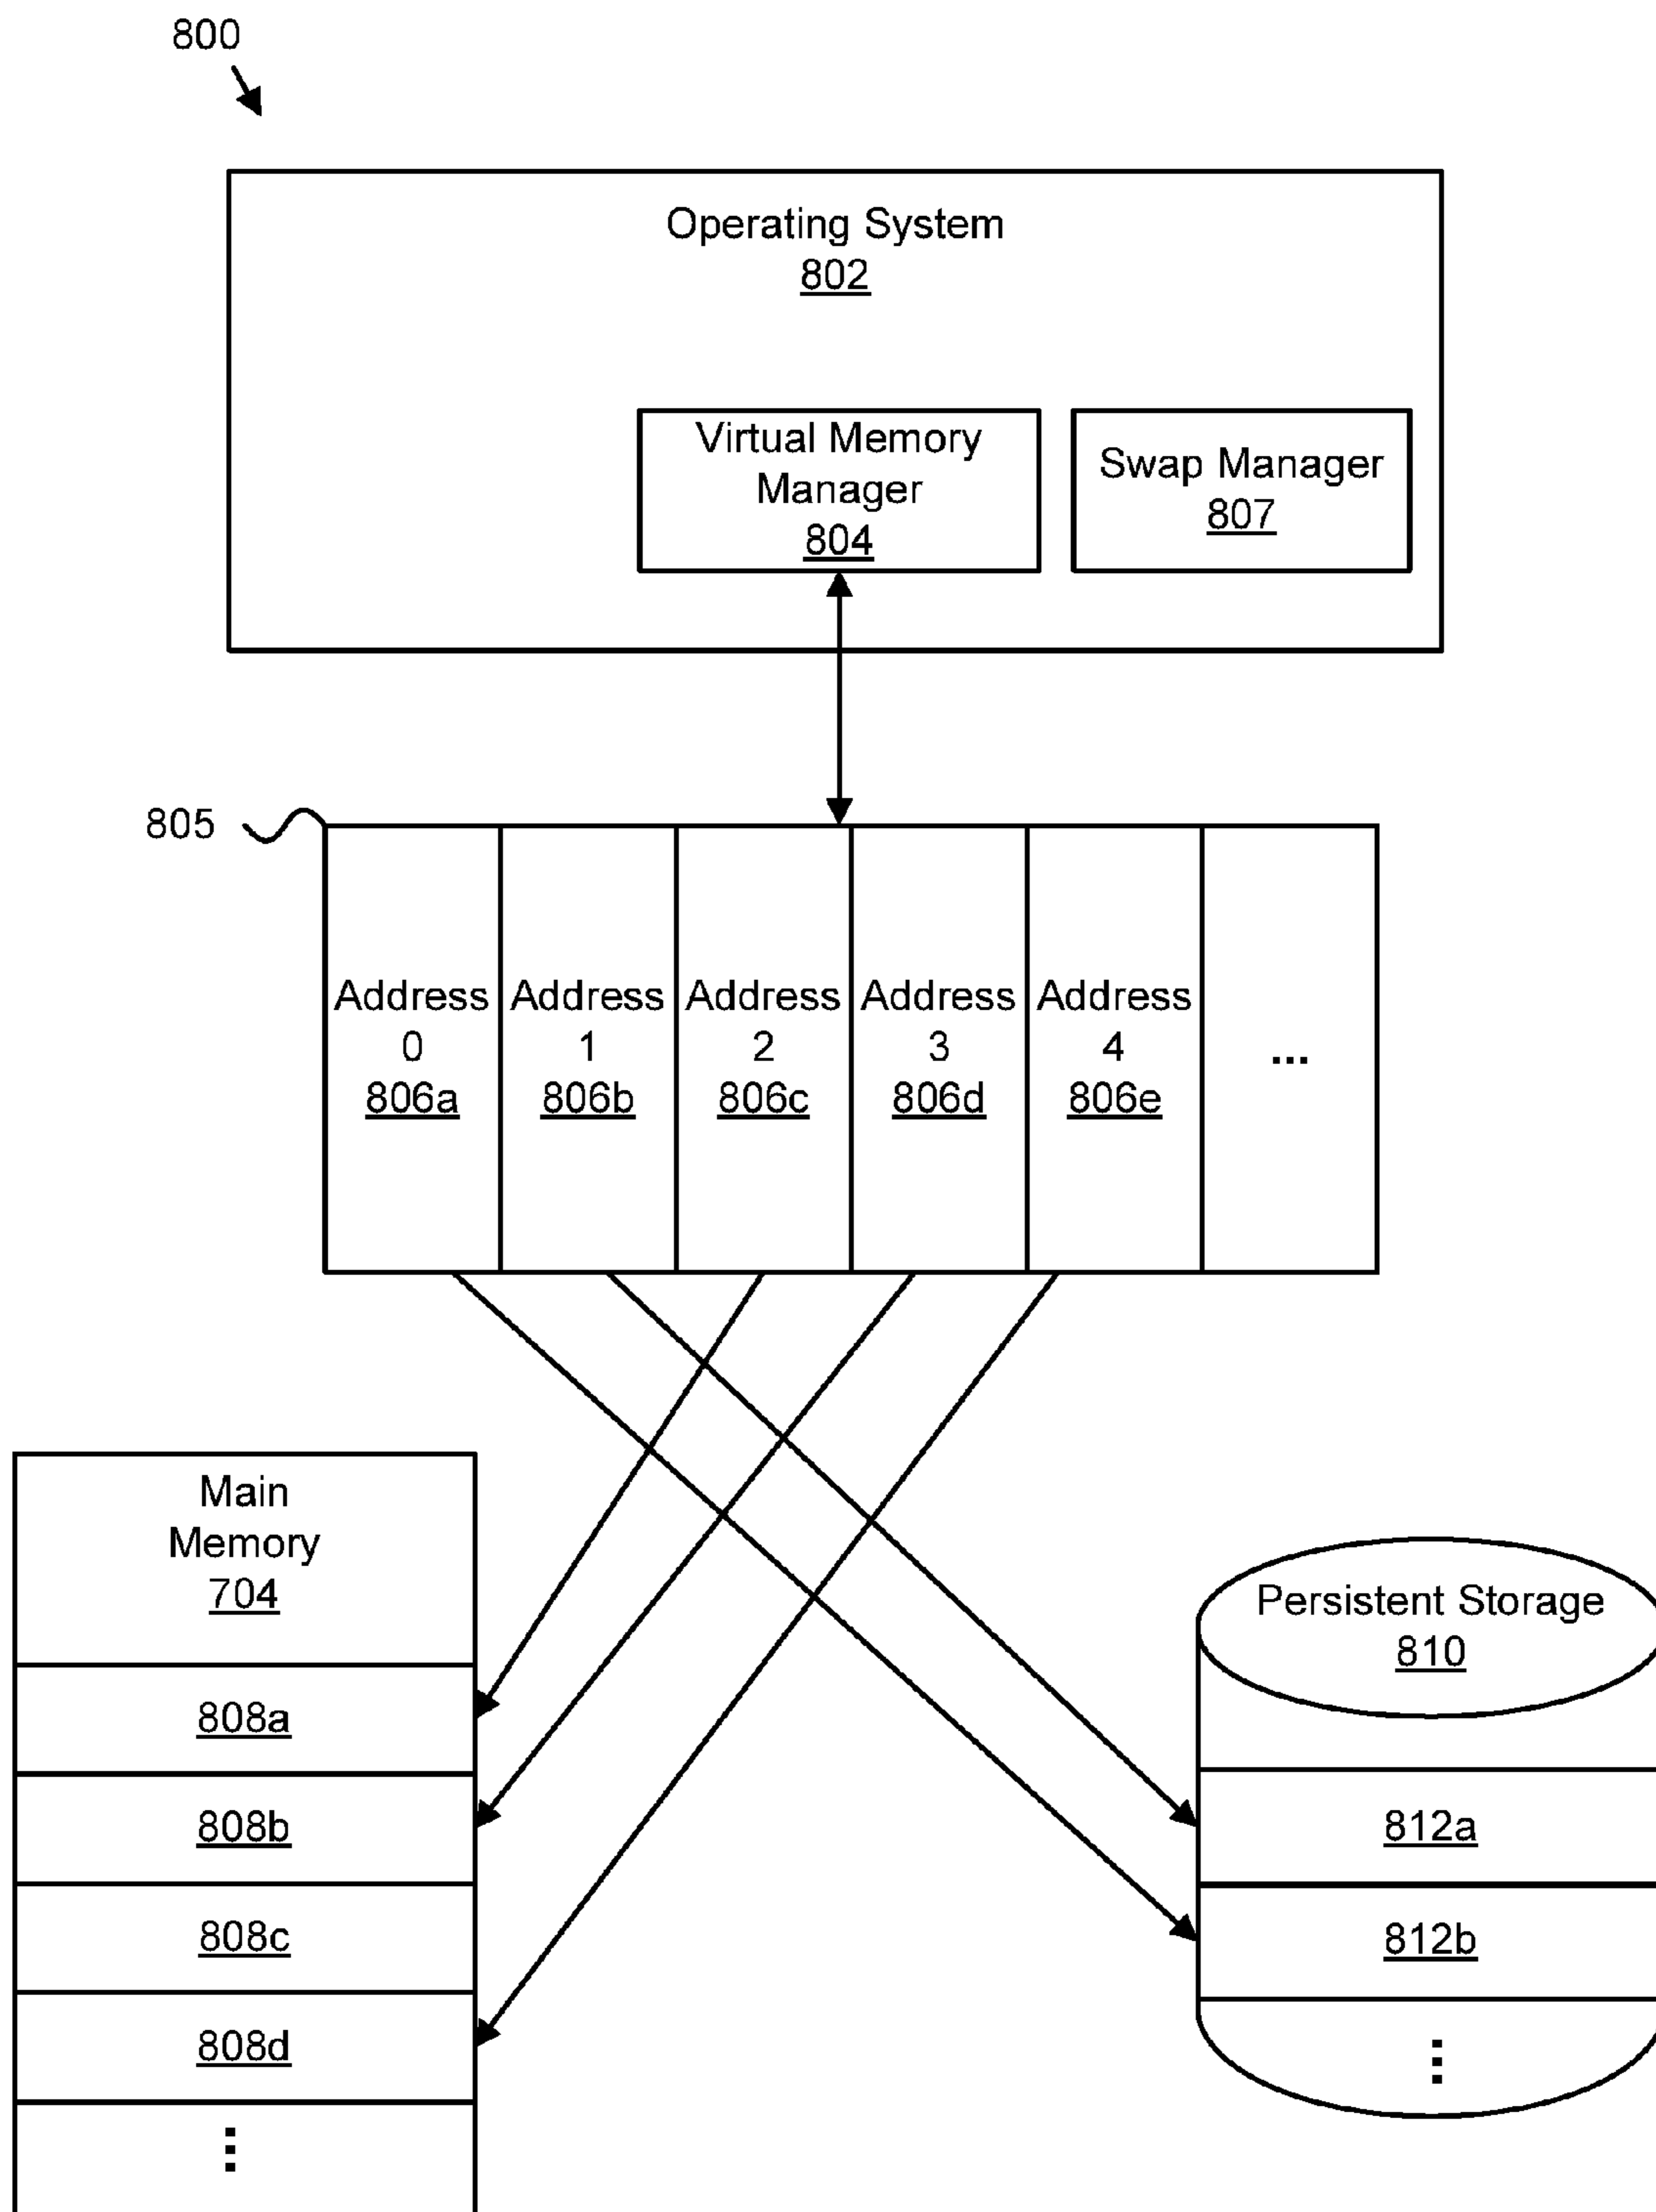 800
Operating System
802
Virtual Memory
Manager
804
Swap Manager
807
805
Address
0
806a
Address
1
806b
Address
2
806c
Address
3
806d
Address
4
806e
...
Main
Memory
704
808a
808b
808c
808d
⋮
Persistent Storage
810
812a
812b
⋮